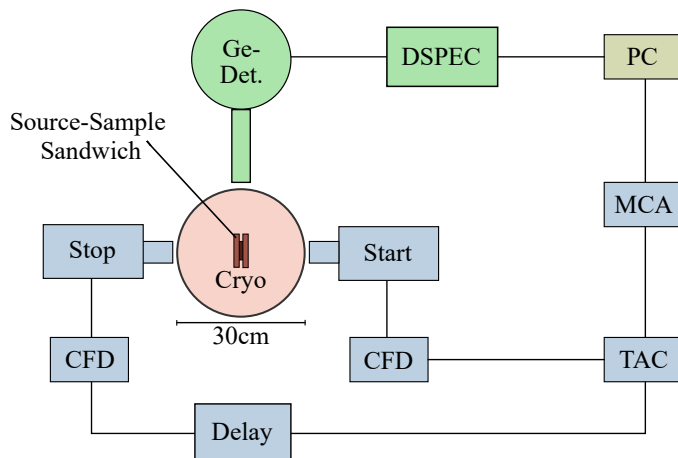 Ge-
Det.
DSPEC
PC
Source-Sample
Sandwich
MCA
Stop
Start
Cryo
30cm
CFD
CFD
TAC
Delay